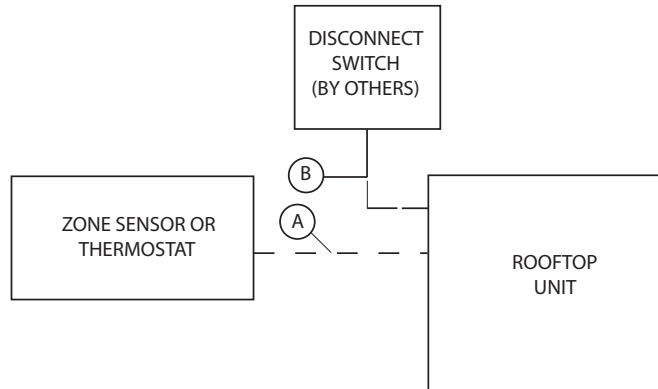 DISCONNECT
SWITCH
(BY OTHERS)
B
ZONE SENSOR OR
THERMOSTAT
A
ROOFTOP
UNIT